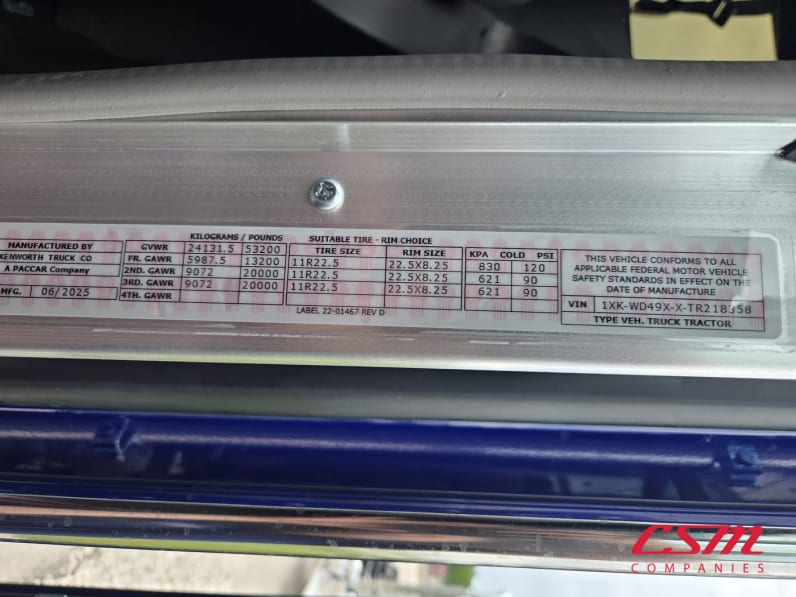 MANUFACTURED BY
KENWORTH TRUCK CO
A PACCAR Company
MFG. 06/2025
KILOGRAMS / POUNDS
GVWR 24131.5 53200
FR. GAWR 5987.5 13200
2ND. GAWR 9072 20000
3RD. GAWR 9072 20000
4TH. GAWR
SUITABLE TIRE - RIM CHOICE
TIRE SIZE RIM SIZE
11R22.5 22.5X8.25
11R22.5 22.5X8.25
11R22.5 22.5X8.25
KPA COLD PSI
830 120
621 90
621 90
LABEL 22-01467 REV D
THIS VEHICLE CONFORMS TO ALL
APPLICABLE FEDERAL MOTOR VEHICLE
SAFETY STANDARDS IN EFFECT ON THE
DATE OF MANUFACTURE
VIN 1XK-WD49X-X-TR218358
TYPE VEH. TRUCK TRACTOR
CSM
COMPANIES